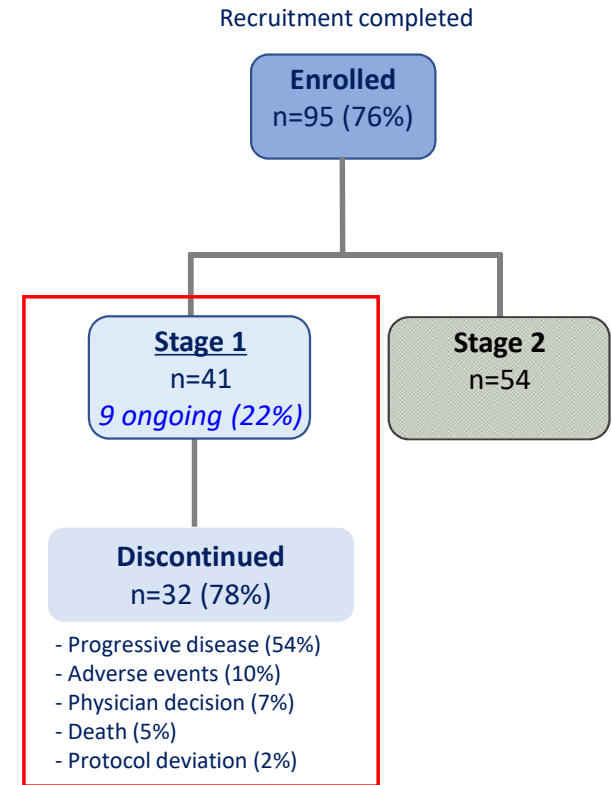 Recruitment completed
Enrolled
n=95 (76%)
Stage 1
n=41
9 ongoing (22%)
Stage 2
n=54
Discontinued
n=32 (78%)
- Progressive disease (54%)
- Adverse events (10%)
- Physician decision (7%)
- Death (5%)
- Protocol deviation (2%)